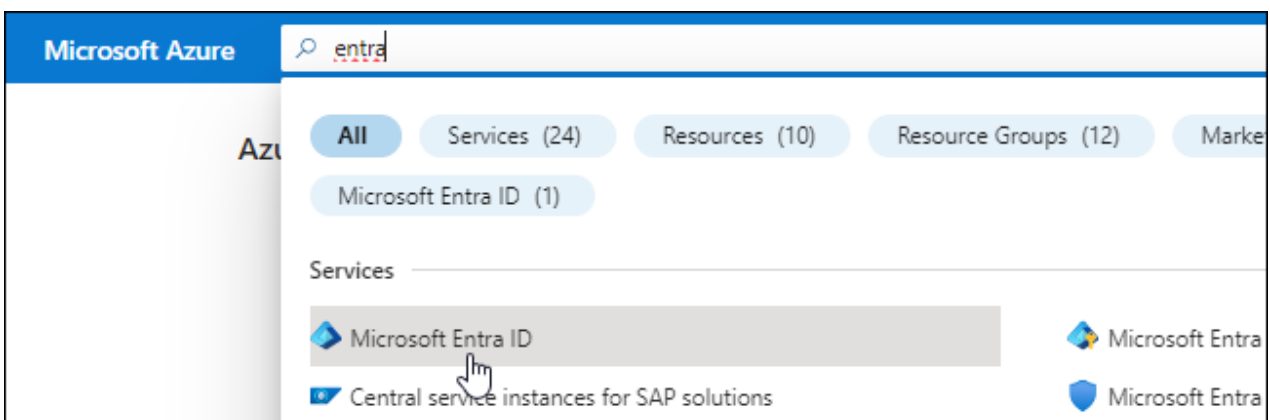 Microsoft Azure entra
All Services (24) Resources (10) Resource Groups (12) Marke
Azu
Microsoft Entra ID (1)
Services
Microsoft Entra ID Microsoft Entra
Central service instances for SAP solutions Microsoft Entra